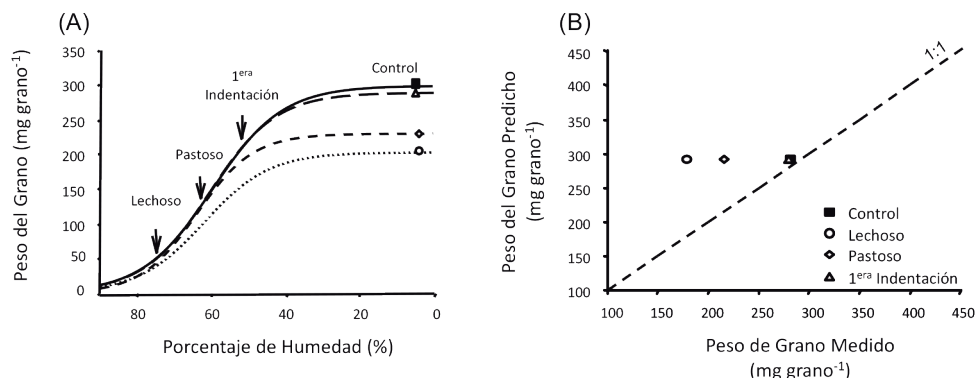 (A)
Peso del Grano (mg grano⁻¹)
350
300
250
200
150
100
50
0
Control
1ᵉʳᵃ
Indentación
Pastoso
Lechoso
80
60
40
20
0
Porcentaje de Humedad (%)
(B)
Peso del Grano Predicho
(mg grano⁻¹)
450
400
350
300
250
200
150
100
1:1
Control
Lechoso
Pastoso
1ᵉʳᵃ Indentación
100
150
200
250
300
350
400
450
Peso de Grano Medido
(mg grano⁻¹)